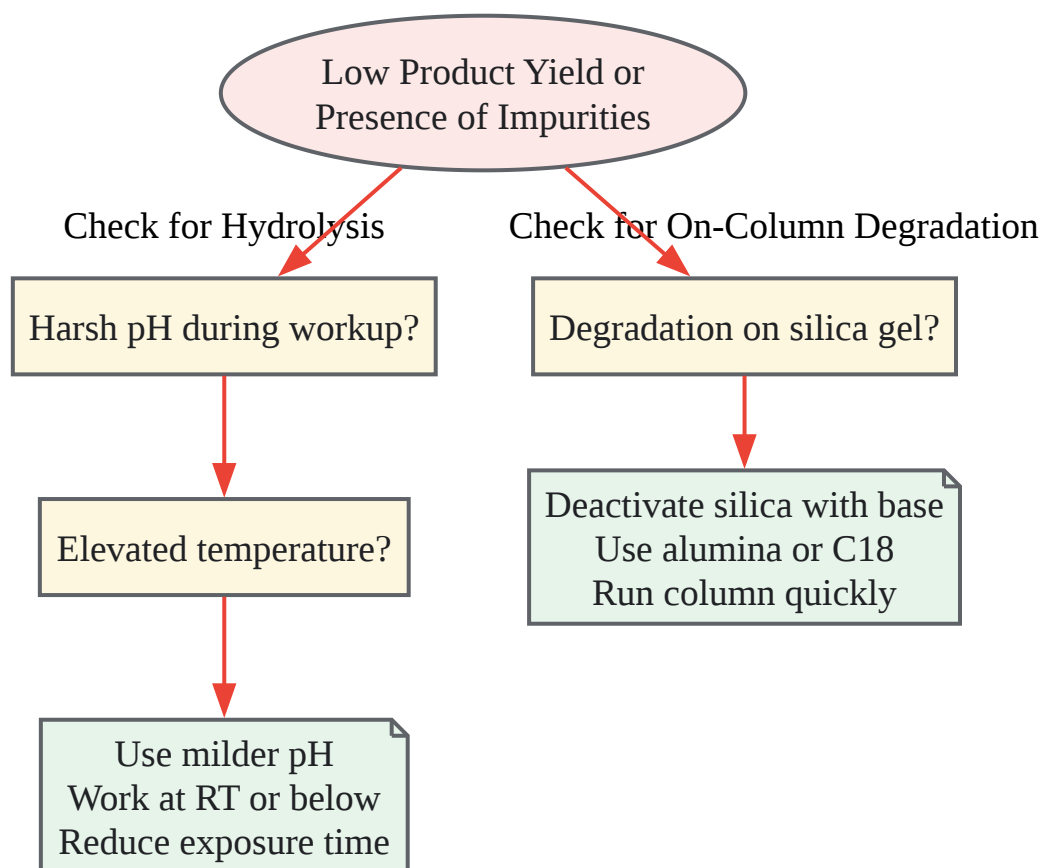 Low Product Yield or
Presence of Impurities
Check for Hydrolysis
Check for On-Column Degradation
Harsh pH during workup?
Degradation on silica gel?
Elevated temperature?
Deactivate silica with base
Use alumina or C18
Run column quickly
Use milder pH
Work at RT or below
Reduce exposure time